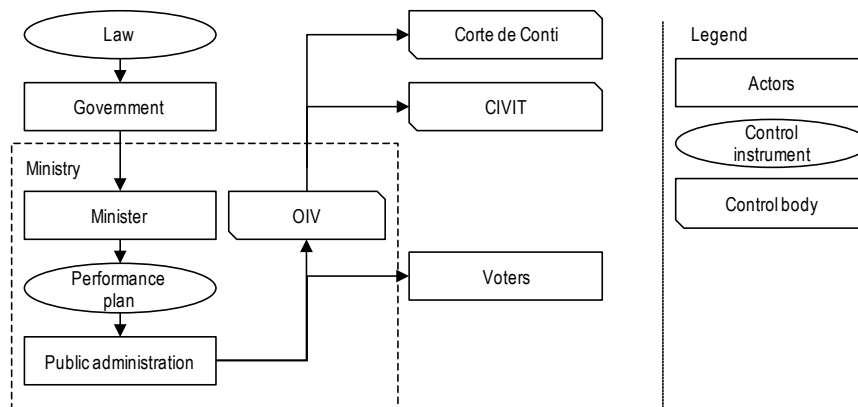 Law
Corte de Conti
Legend
Government
CIVIT
Actors
Control
instrument
Ministry
Minister
OIV
Control body
Performance
plan
Voters
Public administration